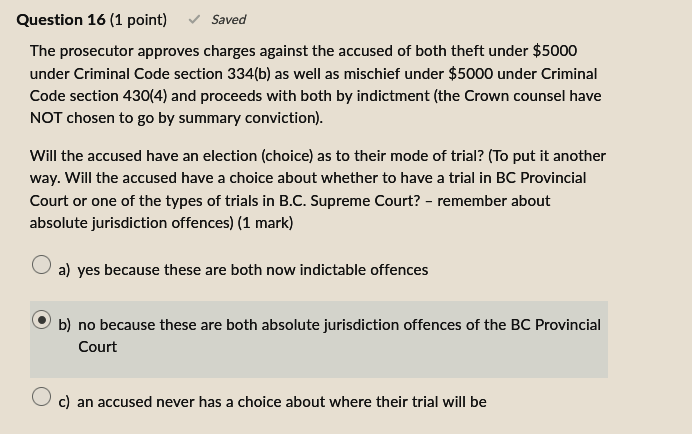 Question 16 (1 point) ✓ Saved
The prosecutor approves charges against the accused of both theft under $5000
under Criminal Code section 334(b) as well as mischief under $5000 under Criminal
Code section 430(4) and proceeds with both by indictment (the Crown counsel have
NOT chosen to go by summary conviction).
Will the accused have an election (choice) as to their mode of trial? (To put it another
way. Will the accused have a choice about whether to have a trial in BC Provincial
Court or one of the types of trials in B.C. Supreme Court? – remember about
absolute jurisdiction offences) (1 mark)
a) yes because these are both now indictable offences
b) no because these are both absolute jurisdiction offences of the BC Provincial
Court
c) an accused never has a choice about where their trial will be